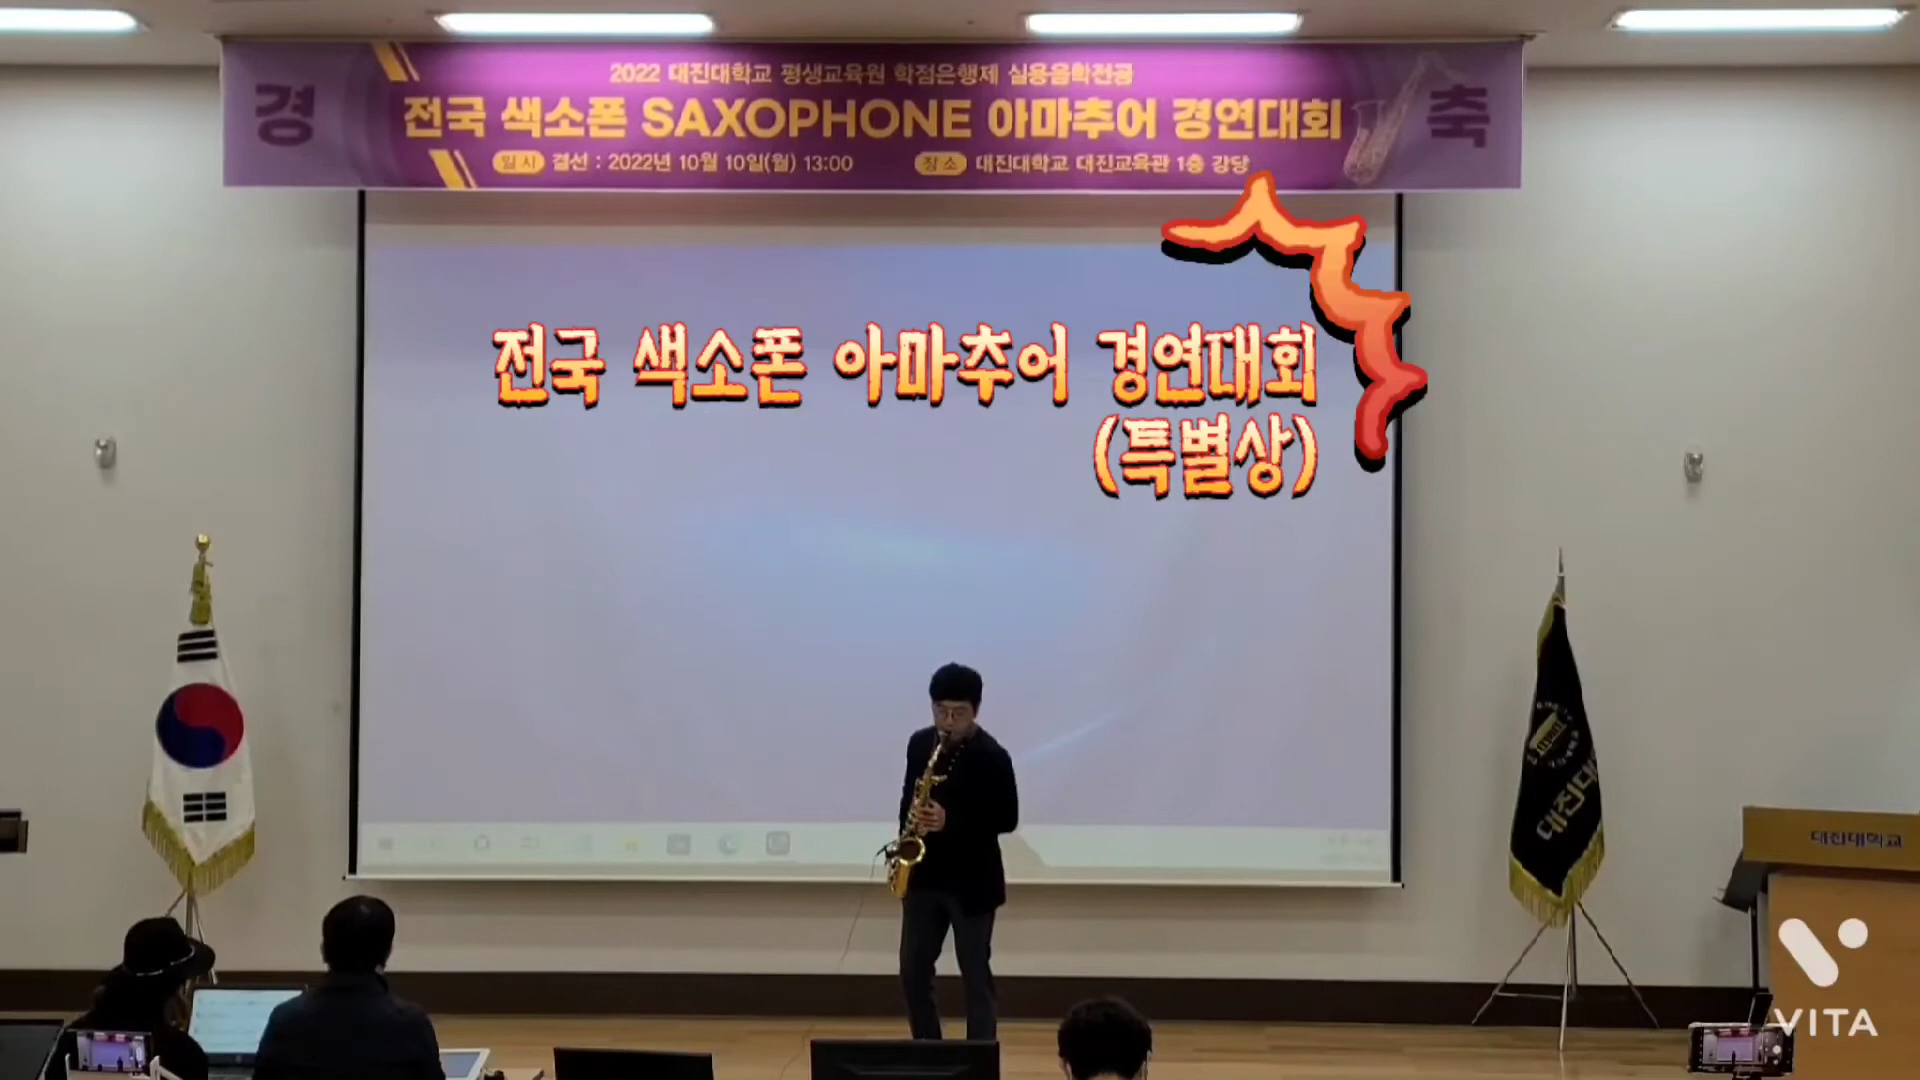 경 축
2022 대진대학교 평생교육원 학점은행제 실용음학전공
전국 색소폰 SAXOPHONE 아마추어 경연대회
일시 결선 : 2022년 10월 10일(월) 13:00 장소 대진대학교 대진교육관 1층 강당
전국 색소폰 아마추어 경연대회
(특별상)
대진대
대진대학교
VITA